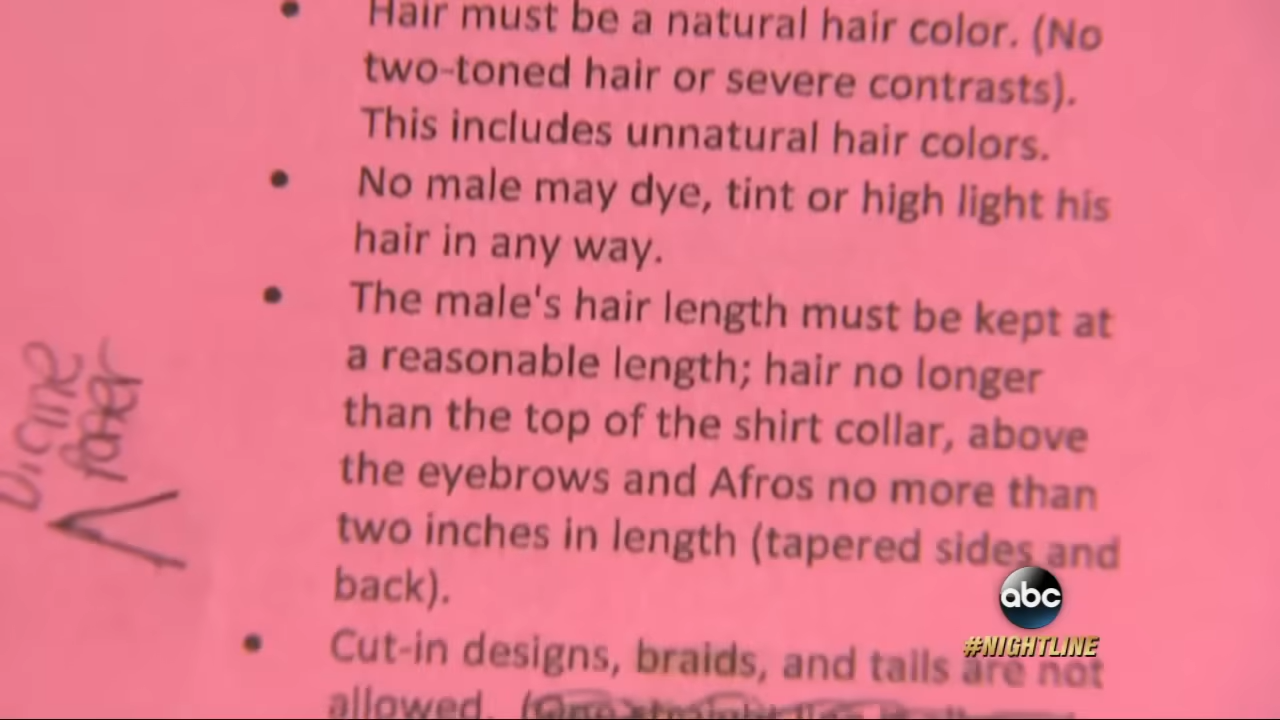 Hair must be a natural hair color. (No
two-toned hair or severe contrasts).
This includes unnatural hair colors.
No male may dye, tint or high light his
hair in any way.
The male's hair length must be kept at
a reasonable length; hair no longer
than the top of the shirt collar, above
the eyebrows and Afros no more than
two inches in length (tapered sides and
back).
Cut-in designs, braids, and tails are not
allowed. (One straight line
abc
#NIGHTLINE